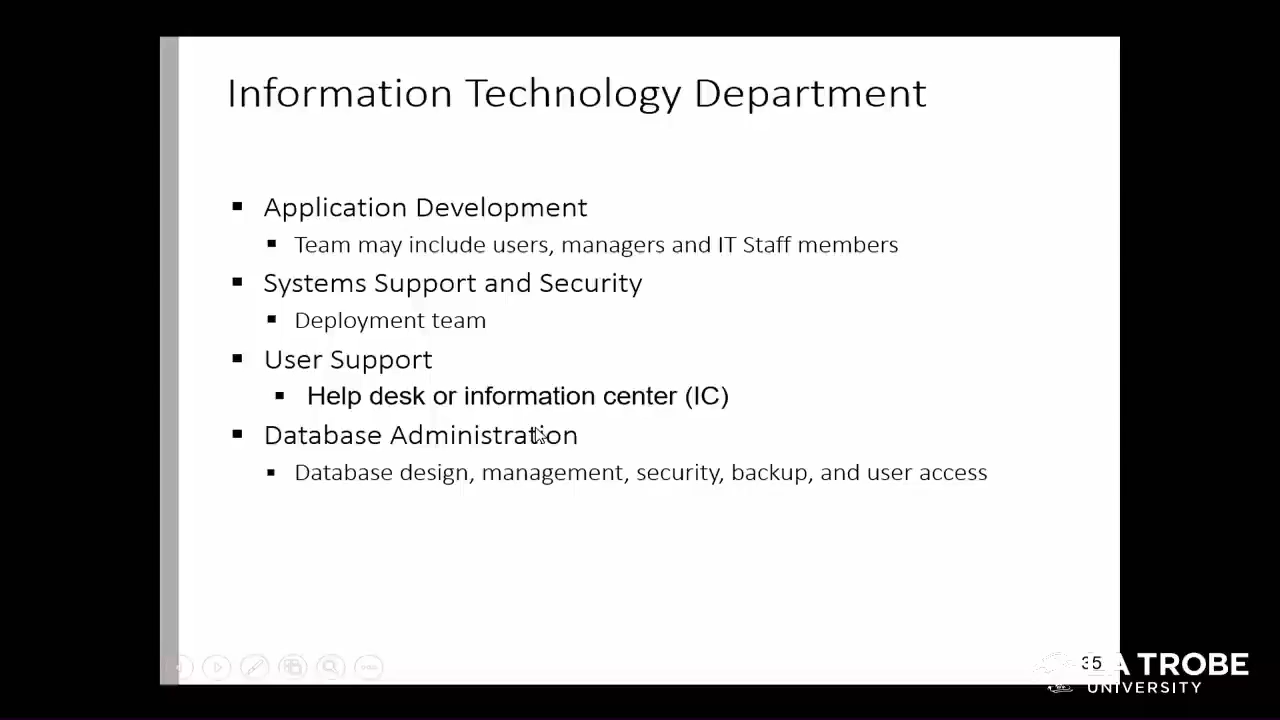 Information Technology Department
Application Development
Team may include users, managers and IT Staff members
Systems Support and Security
Deployment team
User Support
Help desk or information center (IC)
Database Administration
Database design, management, security, backup, and user access
35
LA TROBE
UNIVERSITY